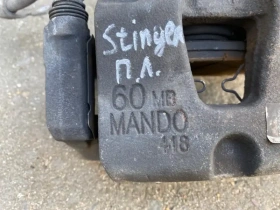 Stinger
П.Л.
60 MB
MANDO
418